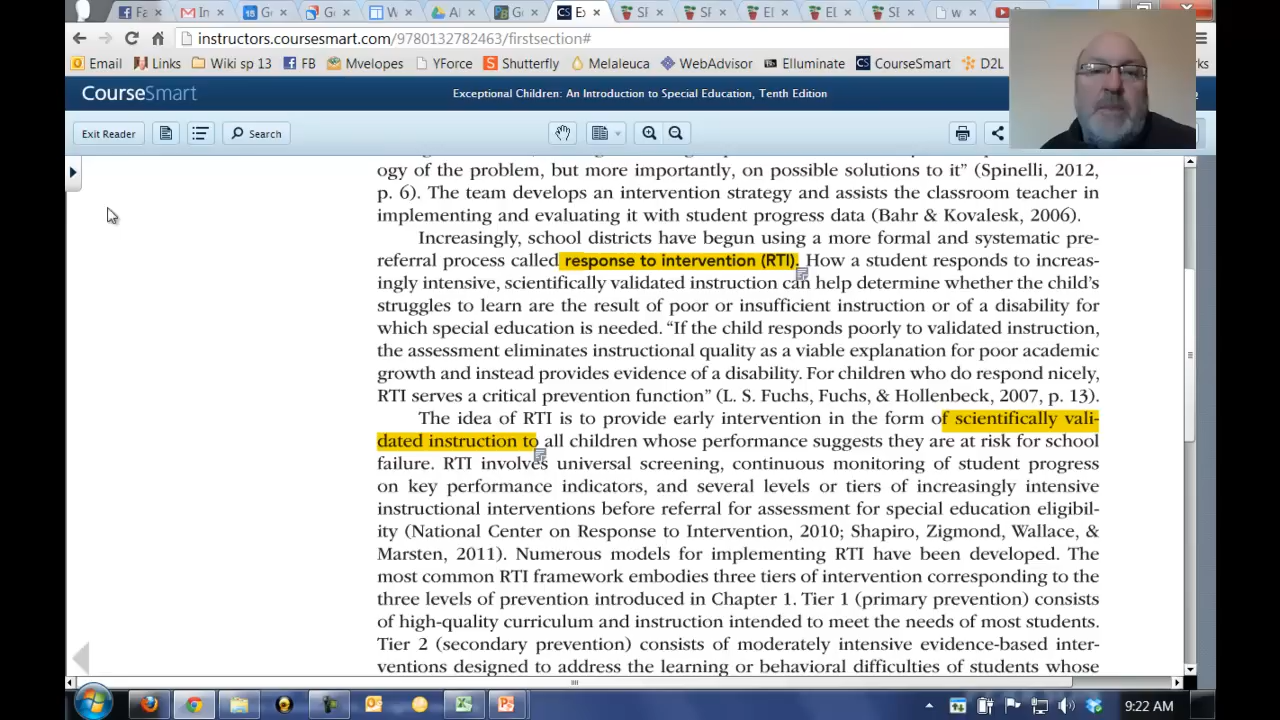 Fa
In
Go
Go
W
Al
Go
CS Ex
SP
SP
El
EL
SE
w
instructors.coursesmart.com/9780132782463/firstsection#
Email Links Wiki sp 13 FB Mvelopes YForce Shutterfly Melaleuca WebAdvisor Elluminate CS CourseSmart D2L
CourseSmart
Exceptional Children: An Introduction to Special Education, Tenth Edition
Exit Reader Search
ogy of the problem, but more importantly, on possible solutions to it” (Spinelli, 2012,
p. 6). The team develops an intervention strategy and assists the classroom teacher in
implementing and evaluating it with student progress data (Bahr & Kovalesk, 2006).
Increasingly, school districts have begun using a more formal and systematic pre-
referral process called response to intervention (RTI). How a student responds to increas-
ingly intensive, scientifically validated instruction can help determine whether the child’s
struggles to learn are the result of poor or insufficient instruction or of a disability for
which special education is needed. “If the child responds poorly to validated instruction,
the assessment eliminates instructional quality as a viable explanation for poor academic
growth and instead provides evidence of a disability. For children who do respond nicely,
RTI serves a critical prevention function” (L. S. Fuchs, Fuchs, & Hollenbeck, 2007, p. 13).
The idea of RTI is to provide early intervention in the form of scientifically vali-
dated instruction to all children whose performance suggests they are at risk for school
failure. RTI involves universal screening, continuous monitoring of student progress
on key performance indicators, and several levels or tiers of increasingly intensive
instructional interventions before referral for assessment for special education eligibil-
ity (National Center on Response to Intervention, 2010; Shapiro, Zigmond, Wallace, &
Marsten, 2011). Numerous models for implementing RTI have been developed. The
most common RTI framework embodies three tiers of intervention corresponding to the
three levels of prevention introduced in Chapter 1. Tier 1 (primary prevention) consists
of high-quality curriculum and instruction intended to meet the needs of most students.
Tier 2 (secondary prevention) consists of moderately intensive evidence-based inter-
ventions designed to address the learning or behavioral difficulties of students whose
9:22 AM